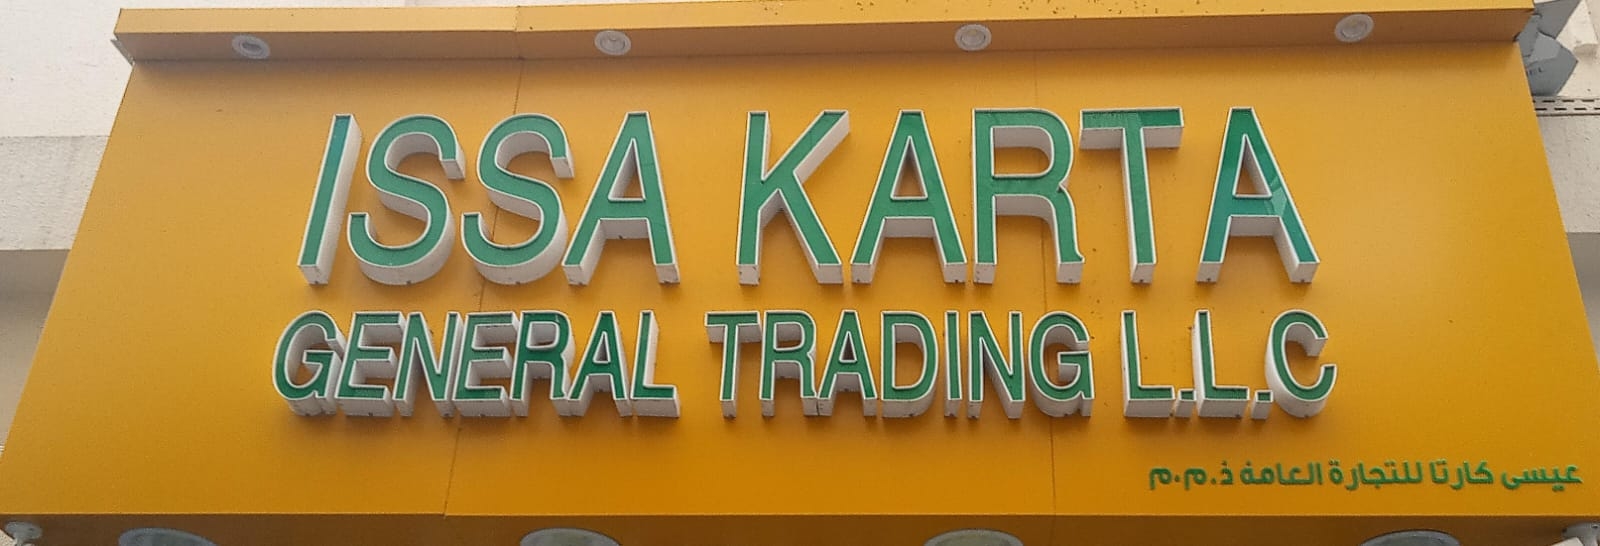 ISSA KARTA
GENERAL TRADING L.L.C
عيسى كارتا للتجارة العامة ذ.م.م